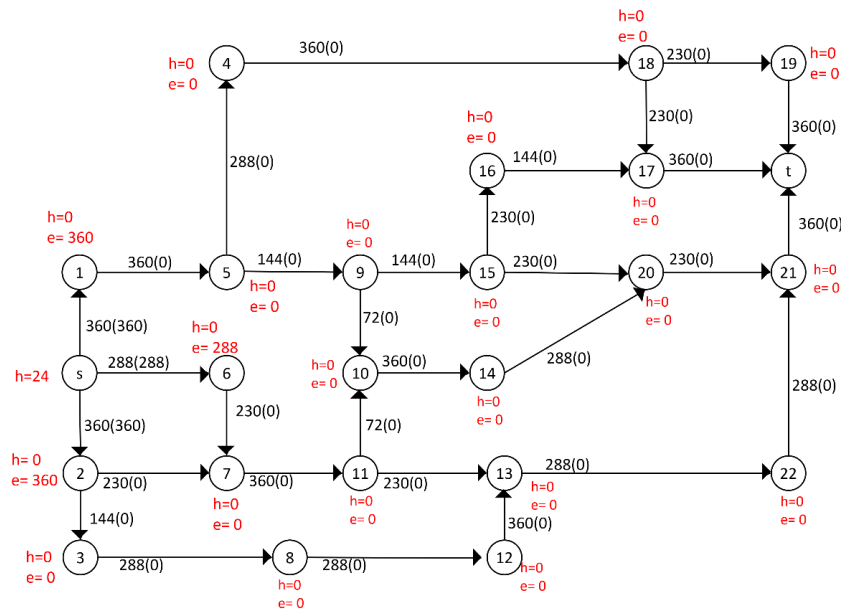 h=0
e= 0
360(0)
4
h=0
e= 0
18
230(0)
19
h=0
e= 0
288(0)
230(0)
360(0)
h=0
e= 0
16
144(0)
17
360(0)
t
h=0
e= 0
h=0
e= 360
230(0)
360(0)
h=0
e= 0
1
360(0)
5
144(0)
9
144(0)
15
230(0)
20
230(0)
21
h=0
e= 0
h=0
e= 0
h=0
e= 0
h=0
e= 0
360(360)
72(0)
h=0
e= 288
h=24
s
288(288)
6
h=0
e= 0
10
360(0)
14
288(0)
h=0
e= 0
288(0)
360(360)
230(0)
72(0)
h= 0
e= 360
2
230(0)
7
360(0)
11
230(0)
13
288(0)
22
h=0
e= 0
h=0
e= 0
h=0
e= 0
h=0
e= 0
144(0)
360(0)
h=0
e= 0
3
288(0)
8
288(0)
12
h=0
e= 0
h=0
e= 0